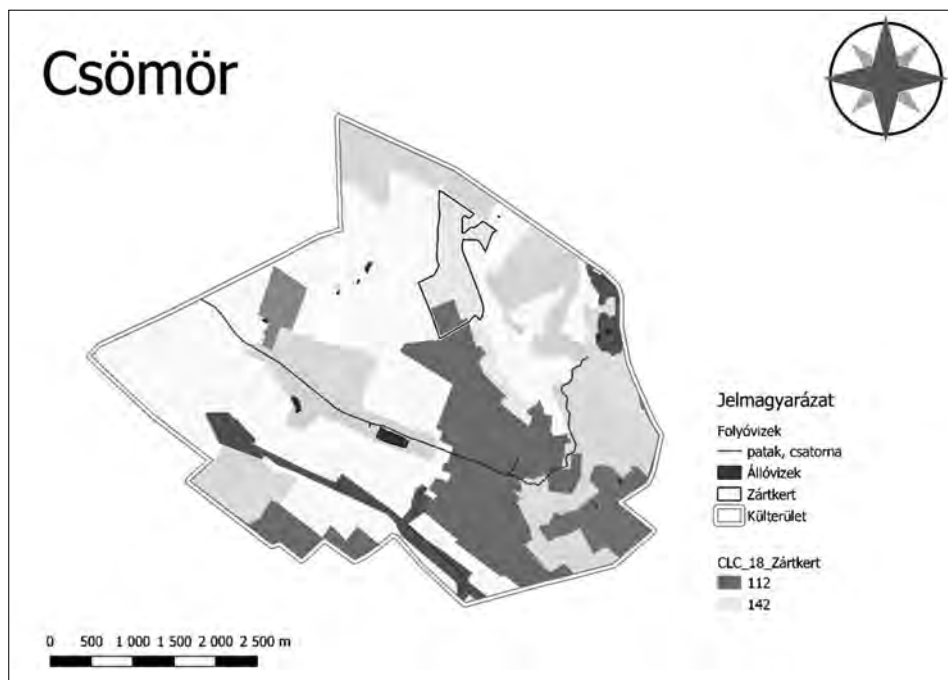 Csömör
Jelmagyarázat
Folyóvizek
patak, csatorna
Állóvizek
Zártkert
Külterület
CLC_18_Zártkert
112
142
0 500 1 000 1 500 2 000 2 500 m